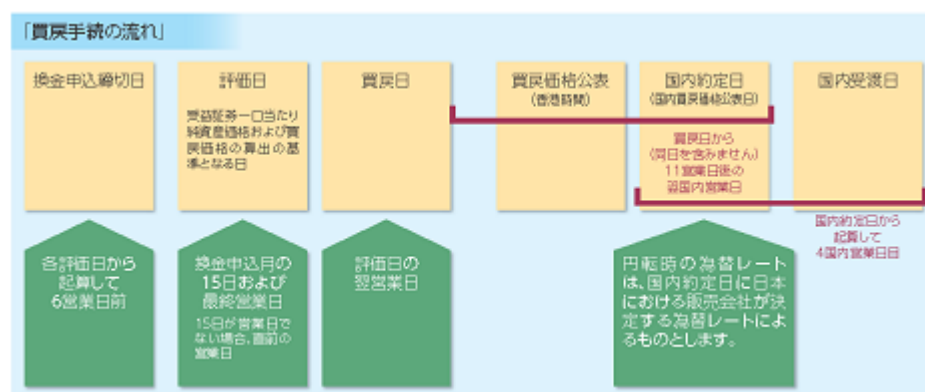 「買戻手続の流れ」
換金申込締切日
評価日
受益証券一口当たり
純資産価格および買
戻価格の算出の基
準となる日
買戻日
買戻価格公表
(香港時間)
国内約定日
(国内買戻価格公表日)
買戻日から
(同日を含みません)
11営業日後の
翌国内営業日
国内受渡日
国内約定日から
起算して
4国内営業日目
各評価日から
起算して
6営業日前
換金申込月の
15日および
最終営業日
15日が営業日で
ない場合、直前の
営業日
評価日の
翌営業日
円転時の為替レート
は、国内約定日に日本
における販売会社が決
定する為替レートによ
るものとします。